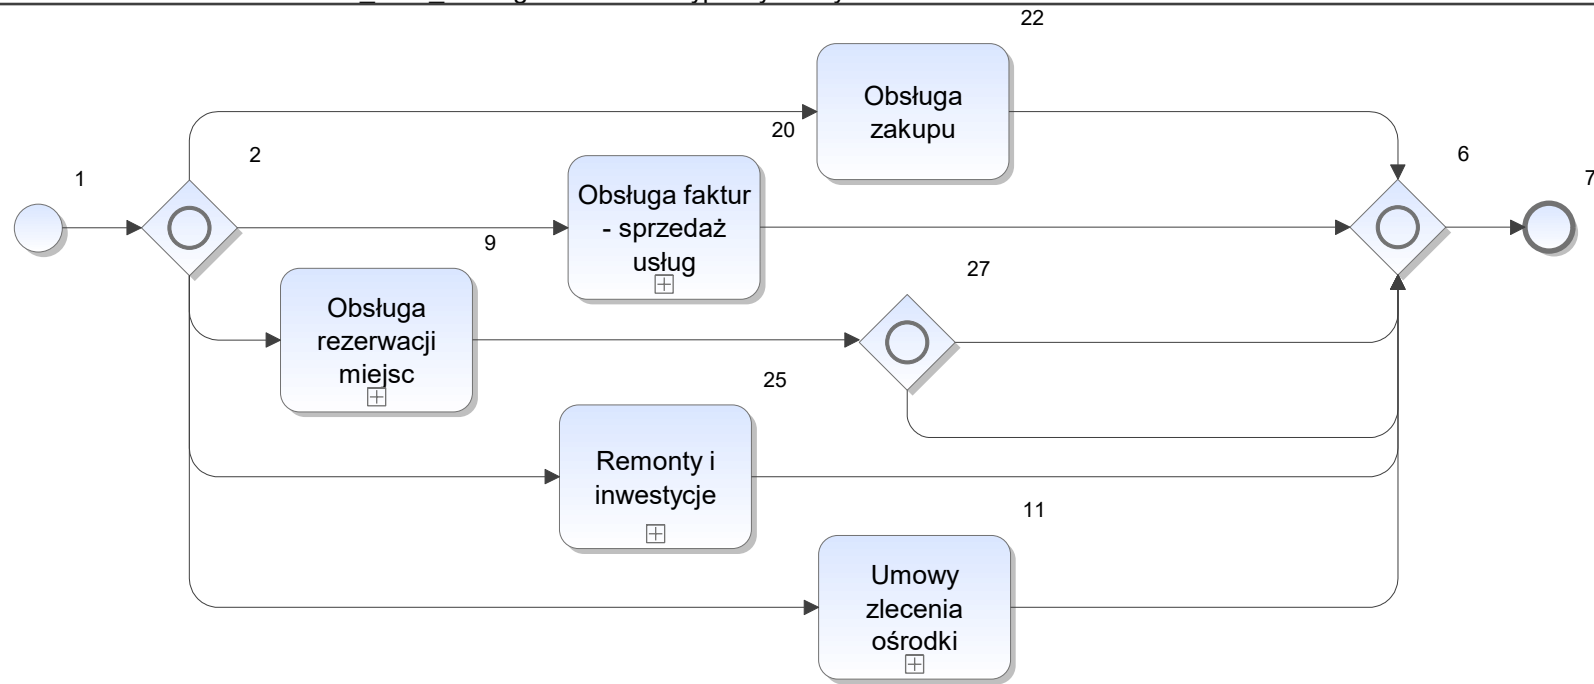 22
Obsługa
zakupu
20
2
6
1
7
Obsługa faktur
- sprzedaż
usług
9
27
Obsługa
rezerwacji
miejsc
25
Remonty i
inwestycje
11
Umowy
zlecenia
ośrodki